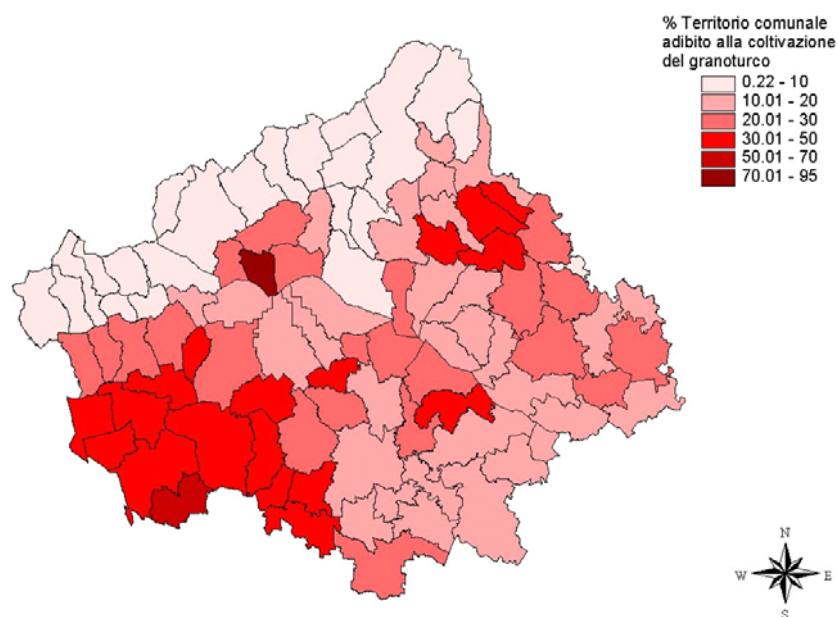 % Territorio comunale
adibito alla coltivazione
del granoturco
0.22 - 10
10.01 - 20
20.01 - 30
30.01 - 50
50.01 - 70
70.01 - 95
N
W E
S